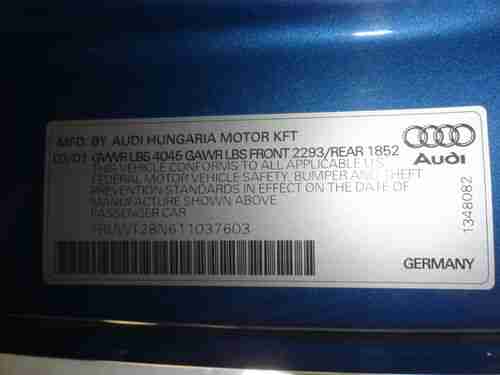 MFD. BY AUDI HUNGARIA MOTOR KFT
03/01 GVWR LBS 4045 GAWR LBS FRONT 2293/REAR 1852
THIS VEHICLE CONFORMS TO ALL APPLICABLE U.S.
FEDERAL MOTOR VEHICLE SAFETY, BUMPER AND THEFT
PREVENTION STANDARDS IN EFFECT ON THE DATE OF
MANUFACTURE SHOWN ABOVE.
PASSENGER CAR
TRUWT28N611037603
Audi
1348082
GERMANY